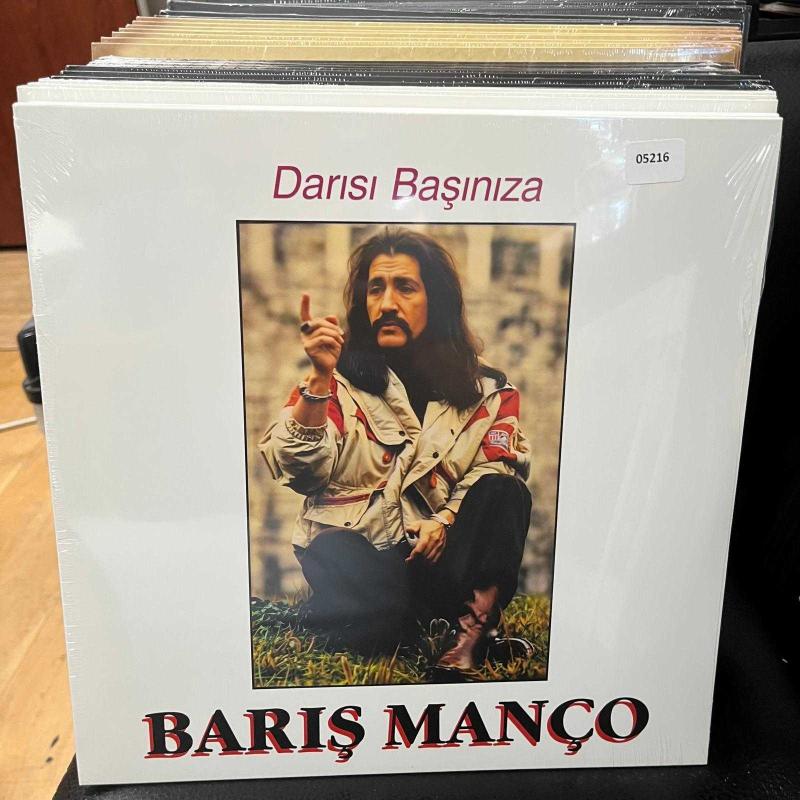 05216
Darısı Başınıza
BARIŞ MANÇO